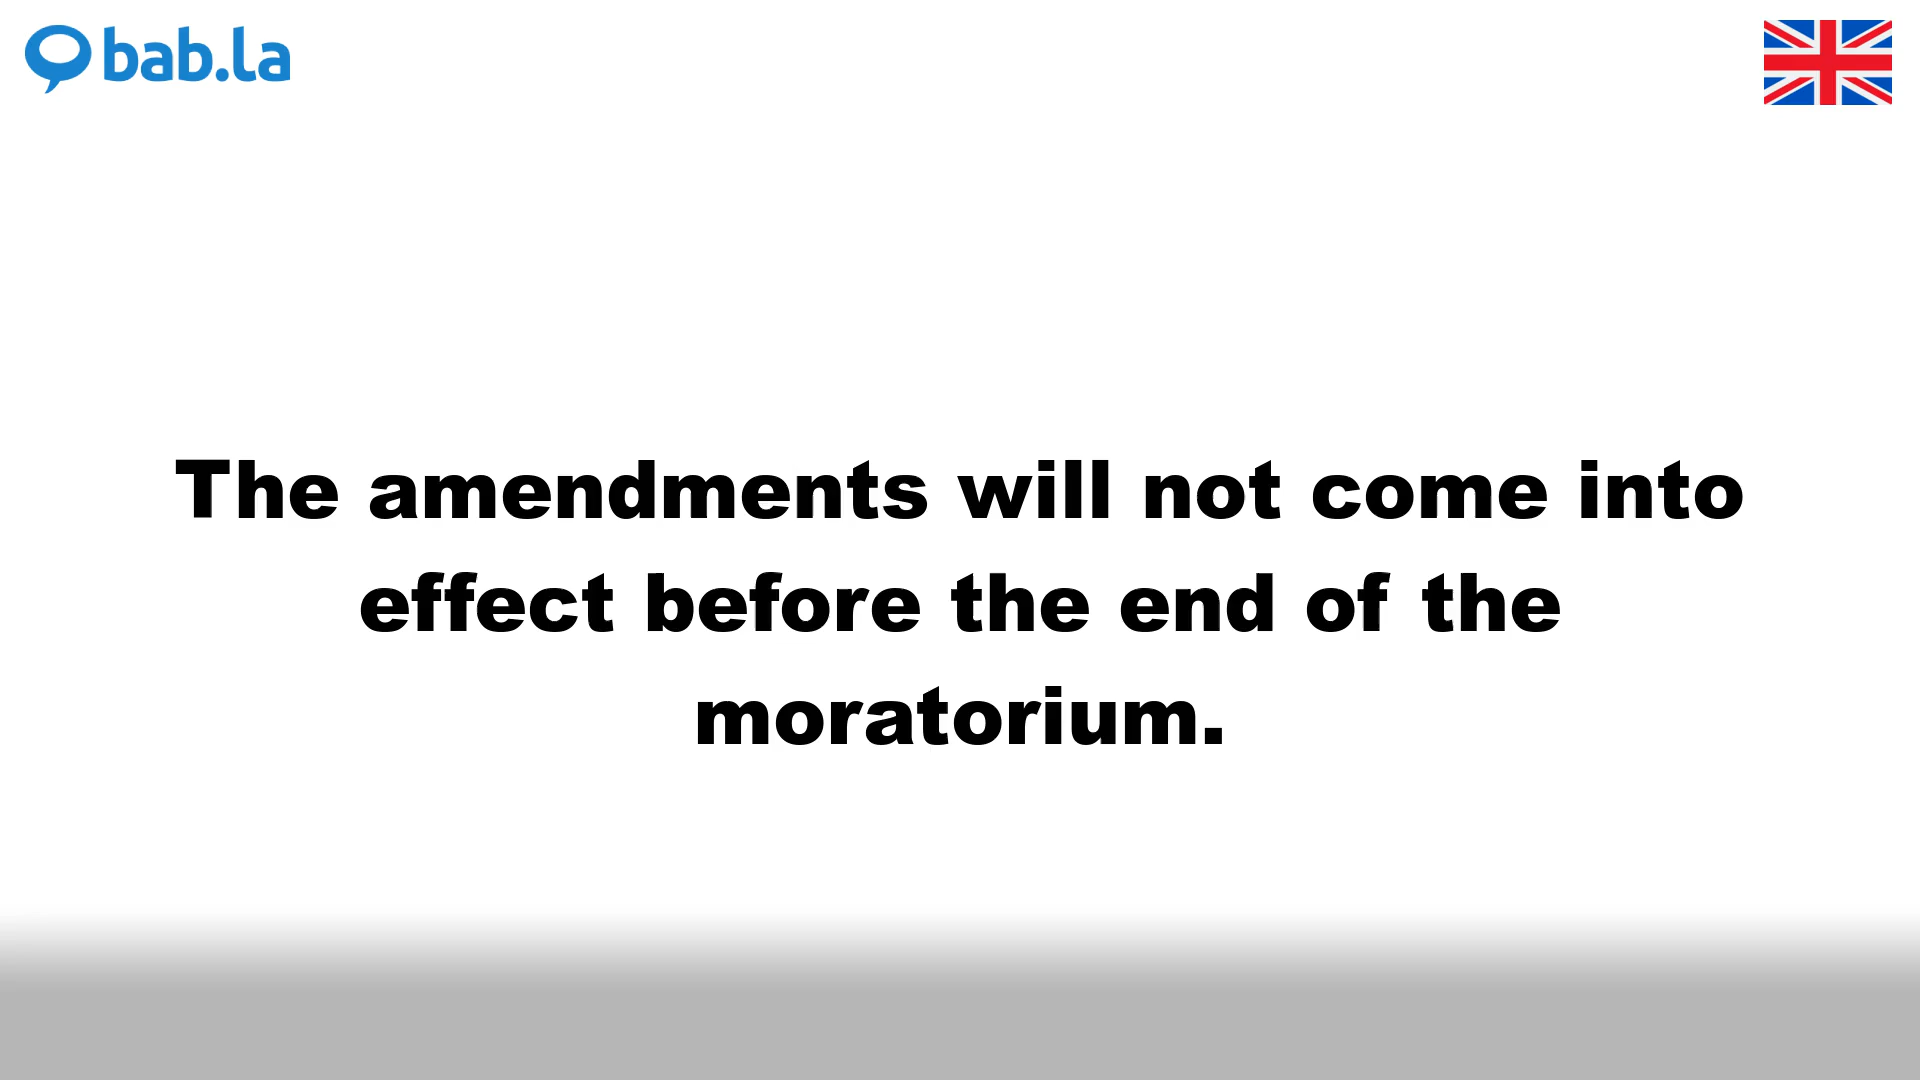 bab.la
The amendments will not come into
effect before the end of the
moratorium.